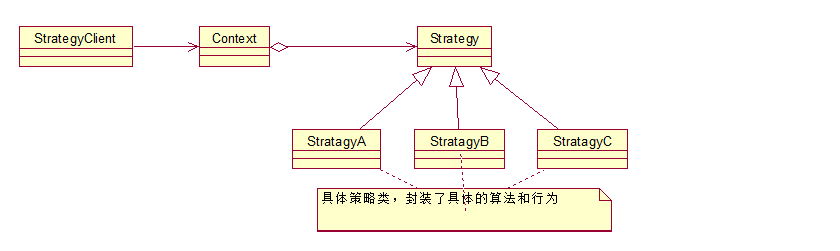 StrategyClient
Context
Strategy
StratagyA
StratagyB
StratagyC
具体策略类，封装了具体的算法和行为